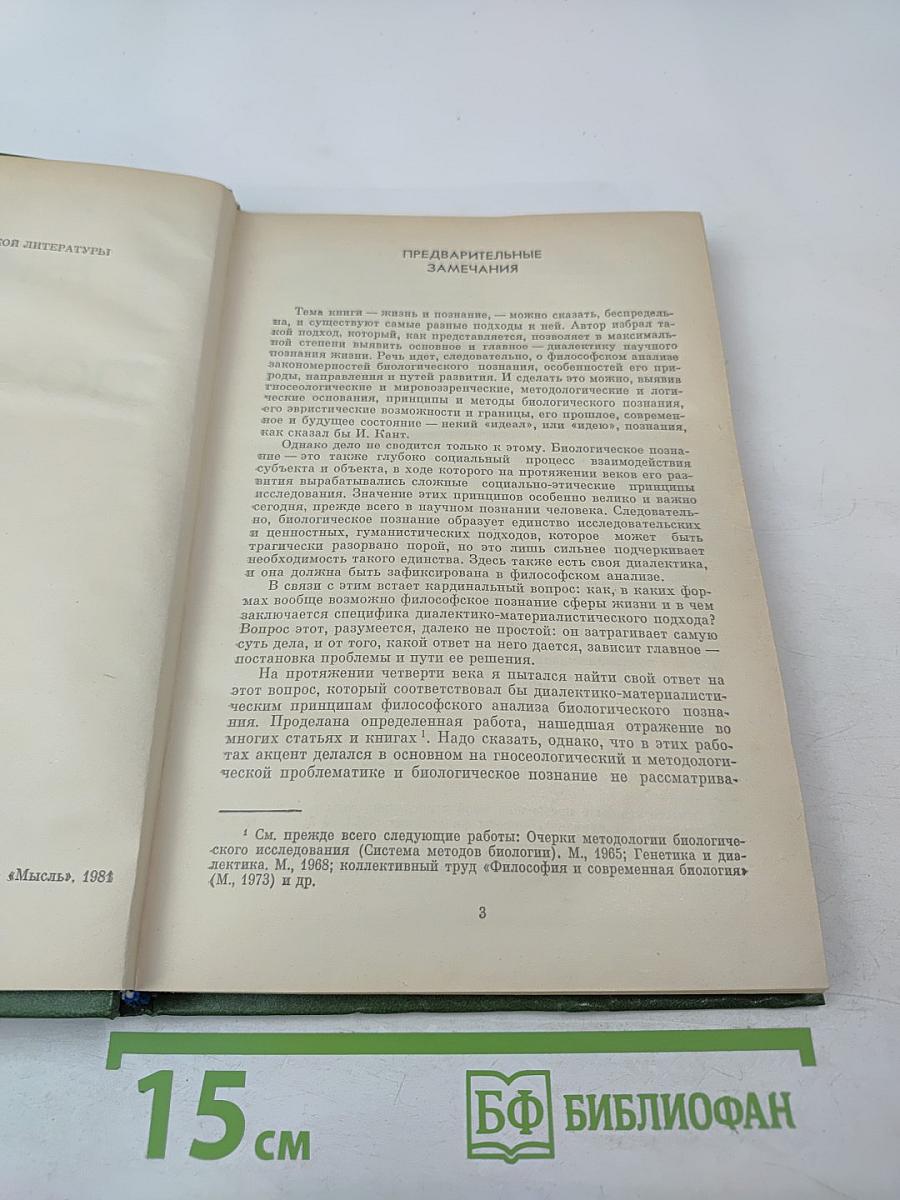 КОЙ ЛИТЕРАТУРЫ
«Мысль». 1981
ПРЕДВАРИТЕЛЬНЫЕ
ЗАМЕЧАНИЯ
Тема книги — жизнь и познание, — можно сказать, беспредель-
на, и существуют самые разные подходы к ней. Автор избрал та-
кой подход, который, как представляется, позволяет в максималь-
ной степени выявить основное и главное — диалектику научного
познания жизни. Речь идет, следовательно, о философском анализе
закономерностей биологического познания, особенностей его при-
роды, направления и путей развития. И сделать это можно, выявив
гносеологические и мировоззренческие, методологические и логи-
ческие основания, принципы и методы биологического познания,
его эвристические возможности и границы, его прошлое, современ-
ное и будущее состояние — некий «идеал», или «идею», познания,
как сказал бы И. Кант.
Однако дело не сводится только к этому. Биологическое позна-
ние — это также глубоко социальный процесс взаимодействия
субъекта и объекта, в ходе которого на протяжении веков его раз-
вития вырабатывались сложные социально-этические принципы
исследования. Значение этих принципов особенно велико и важно
сегодня, прежде всего в научном познании человека. Следователь-
но, биологическое познание образует единство исследовательских
и ценностных, гуманистических подходов, которое может быть
трагически разорвано порой, но это лишь сильнее подчеркивает
необходимость такого единства. Здесь также есть своя диалектика,
и она должна быть зафиксирована в философском анализе.
В связи с этим встает кардинальный вопрос: как, в каких фор-
мах вообще возможно философское познание сферы жизни и в чем
заключается специфика диалектико-материалистического подхода?
Вопрос этот, разумеется, далеко не простой: он затрагивает самую
суть дела, и от того, какой ответ на него дается, зависит главное —
постановка проблемы и пути ее решения.
На протяжении четверти века я пытался найти свой ответ на
этот вопрос, который соответствовал бы диалектико-материалисти-
ческим принципам философского анализа биологического позна-
ния. Проделана определенная работа, нашедшая отражение во
многих статьях и книгах ¹. Надо сказать, однако, что в этих рабо-
тах акцент делался в основном на гносеологический и методологи-
ческой проблематике и биологическое познание не рассматрива-
¹ См. прежде всего следующие работы: Очерки методологии биологиче-
ского исследования (Система методов биологии). М., 1965; Генетика и диа-
лектика. М., 1968; коллективный труд «Философия и современная биология»
(М., 1973) и др.
3
15 см
БФ БИБЛИОФАН